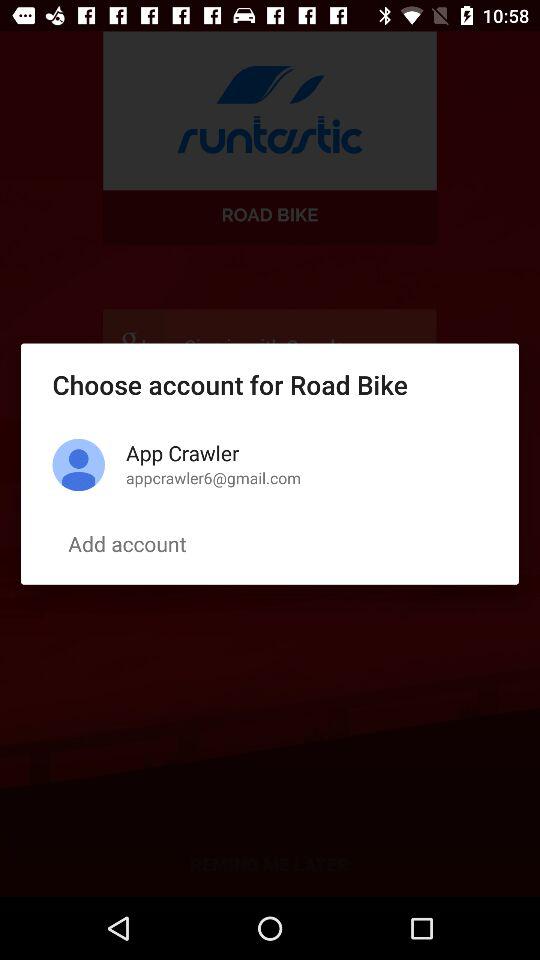 10:58
runtastic
ROAD BIKE
Choose account for Road Bike
App Crawler
appcrawler6@gmail.com
Add account
REMIND ME LATER